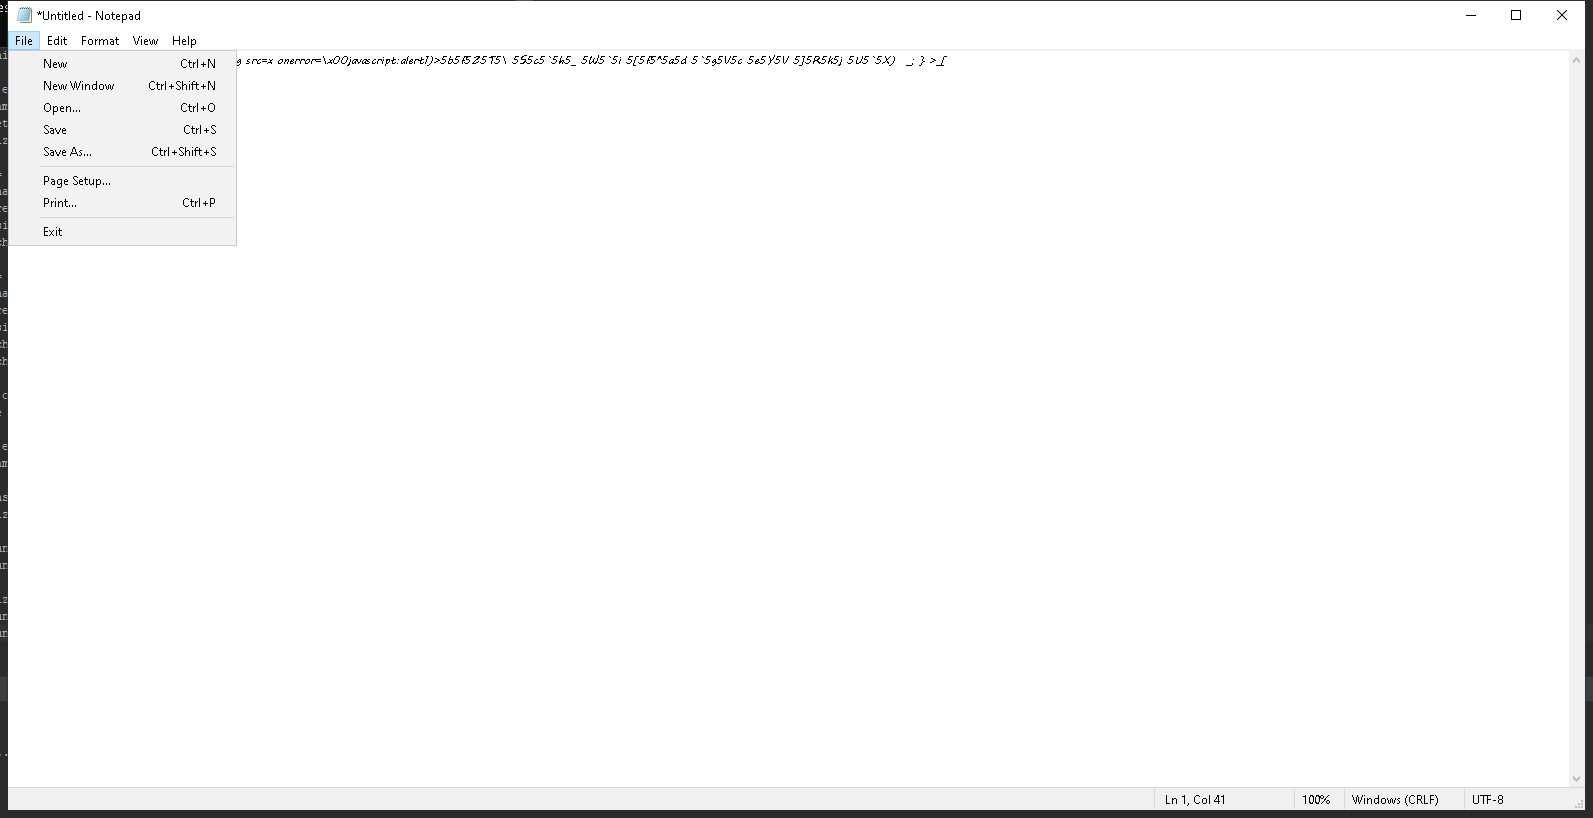 *Untitled - Notepad
File Edit Format View Help
New Ctrl+N
New Window Ctrl+Shift+N
Open... Ctrl+O
Save Ctrl+S
Save As... Ctrl+Shift+S
Page Setup...
Print... Ctrl+P
Exit
src=x onerror=\x00javascript:alert1)>5b5f5Z5T5\ 5S5c5`5h5_ 5W5`5i 5[5f5^5a5d 5`5g5V5c 5e5Y5V 5]5R5k5j 5U5`5X) _; } >_[
Ln 1, Col 41 100% Windows (CRLF) UTF-8